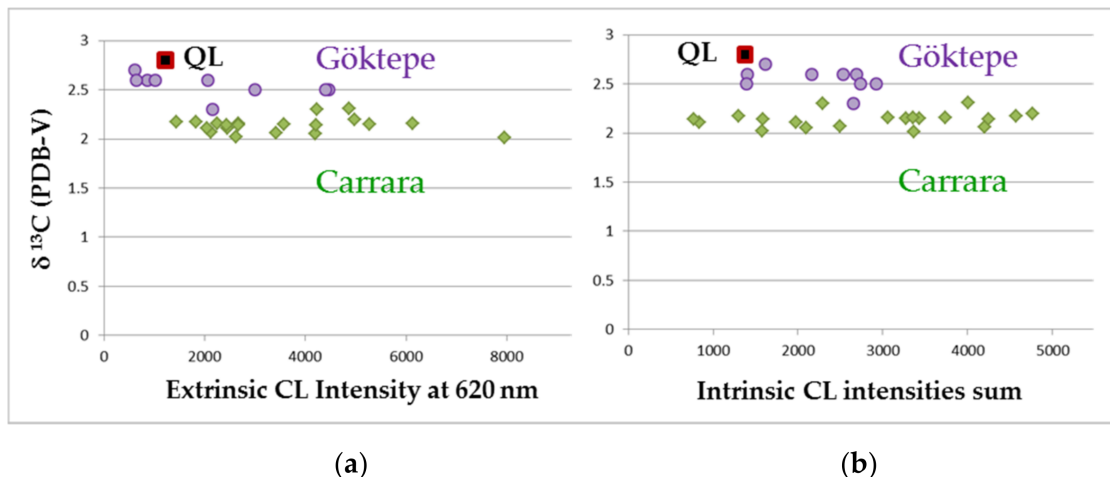 δ ¹³C (PDB-V)
3
2.5
2
1.5
1
0.5
0
0 2000 4000 6000 8000
QL Göktepe
Carrara
Extrinsic CL Intensity at 620 nm
3
2.5
2
1.5
1
0.5
0
0 1000 2000 3000 4000 5000
QL Göktepe
Carrara
Intrinsic CL intensities sum
(a) (b)